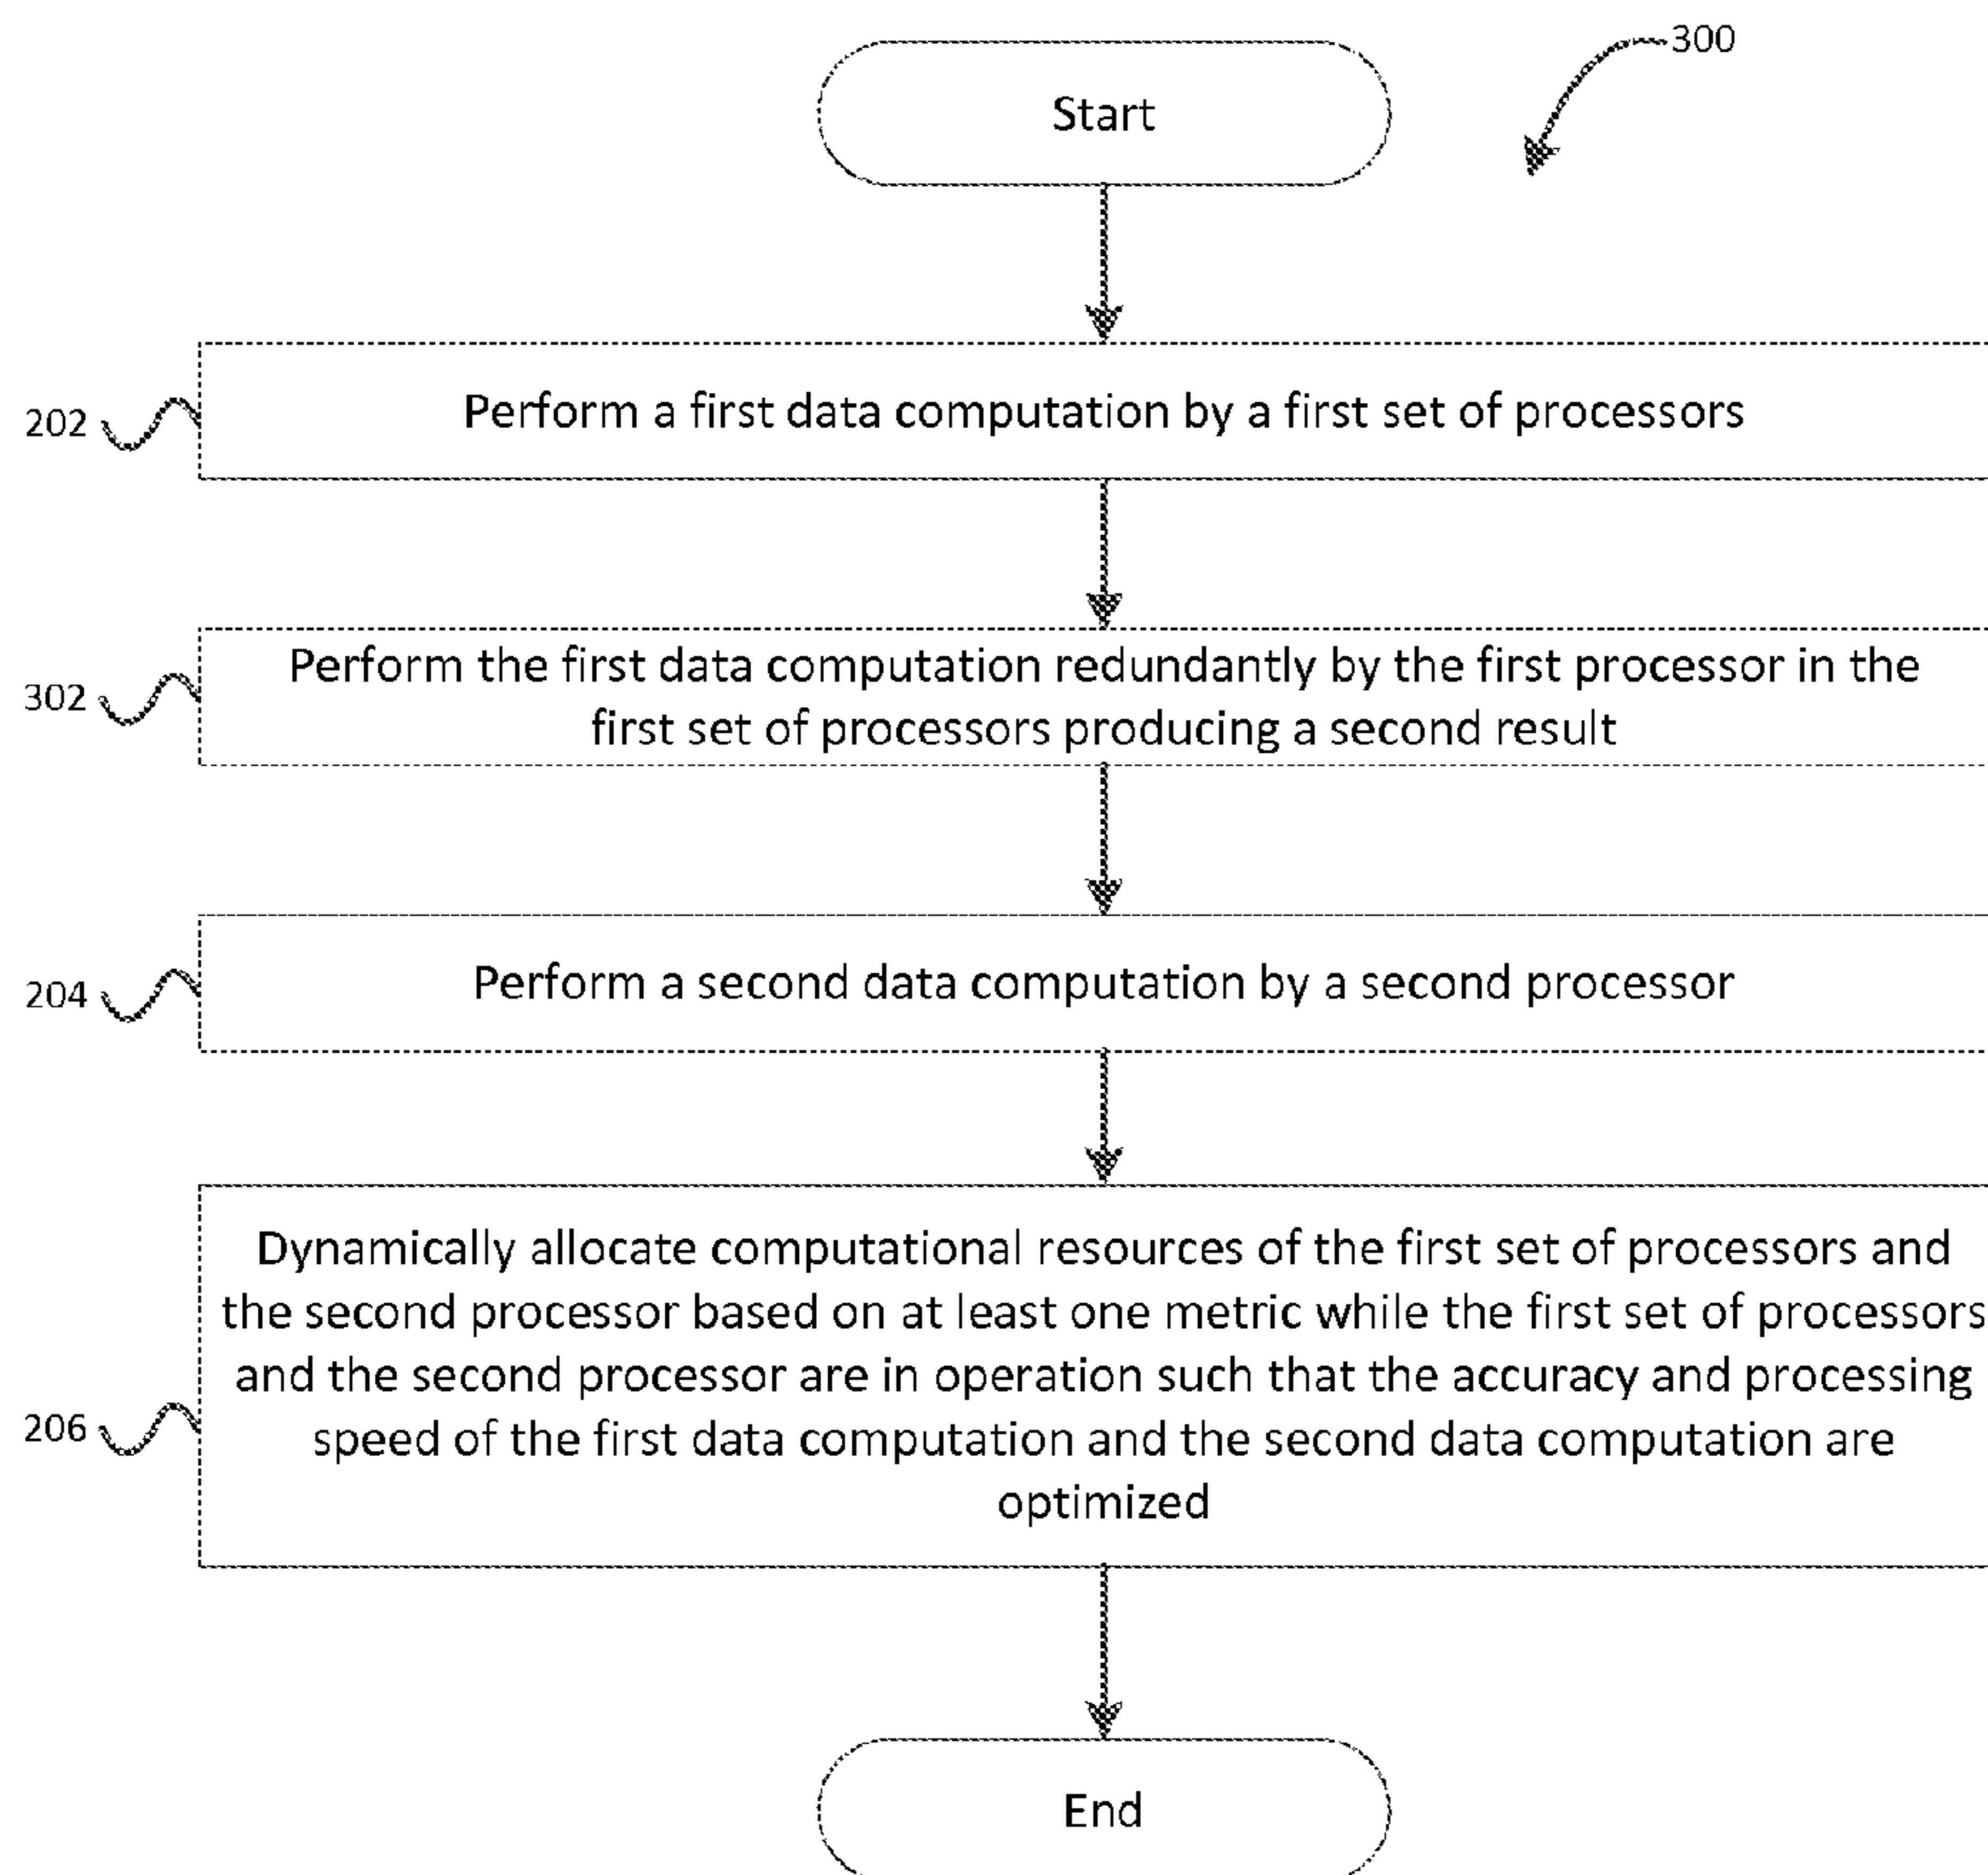 Start
300
202
Perform a first data computation by a first set of processors
302
Perform the first data computation redundantly by the first processor in the
first set of processors producing a second result
204
Perform a second data computation by a second processor
206
Dynamically allocate computational resources of the first set of processors and
the second processor based on at least one metric while the first set of processors
and the second processor are in operation such that the accuracy and processing
speed of the first data computation and the second data computation are
optimized
End